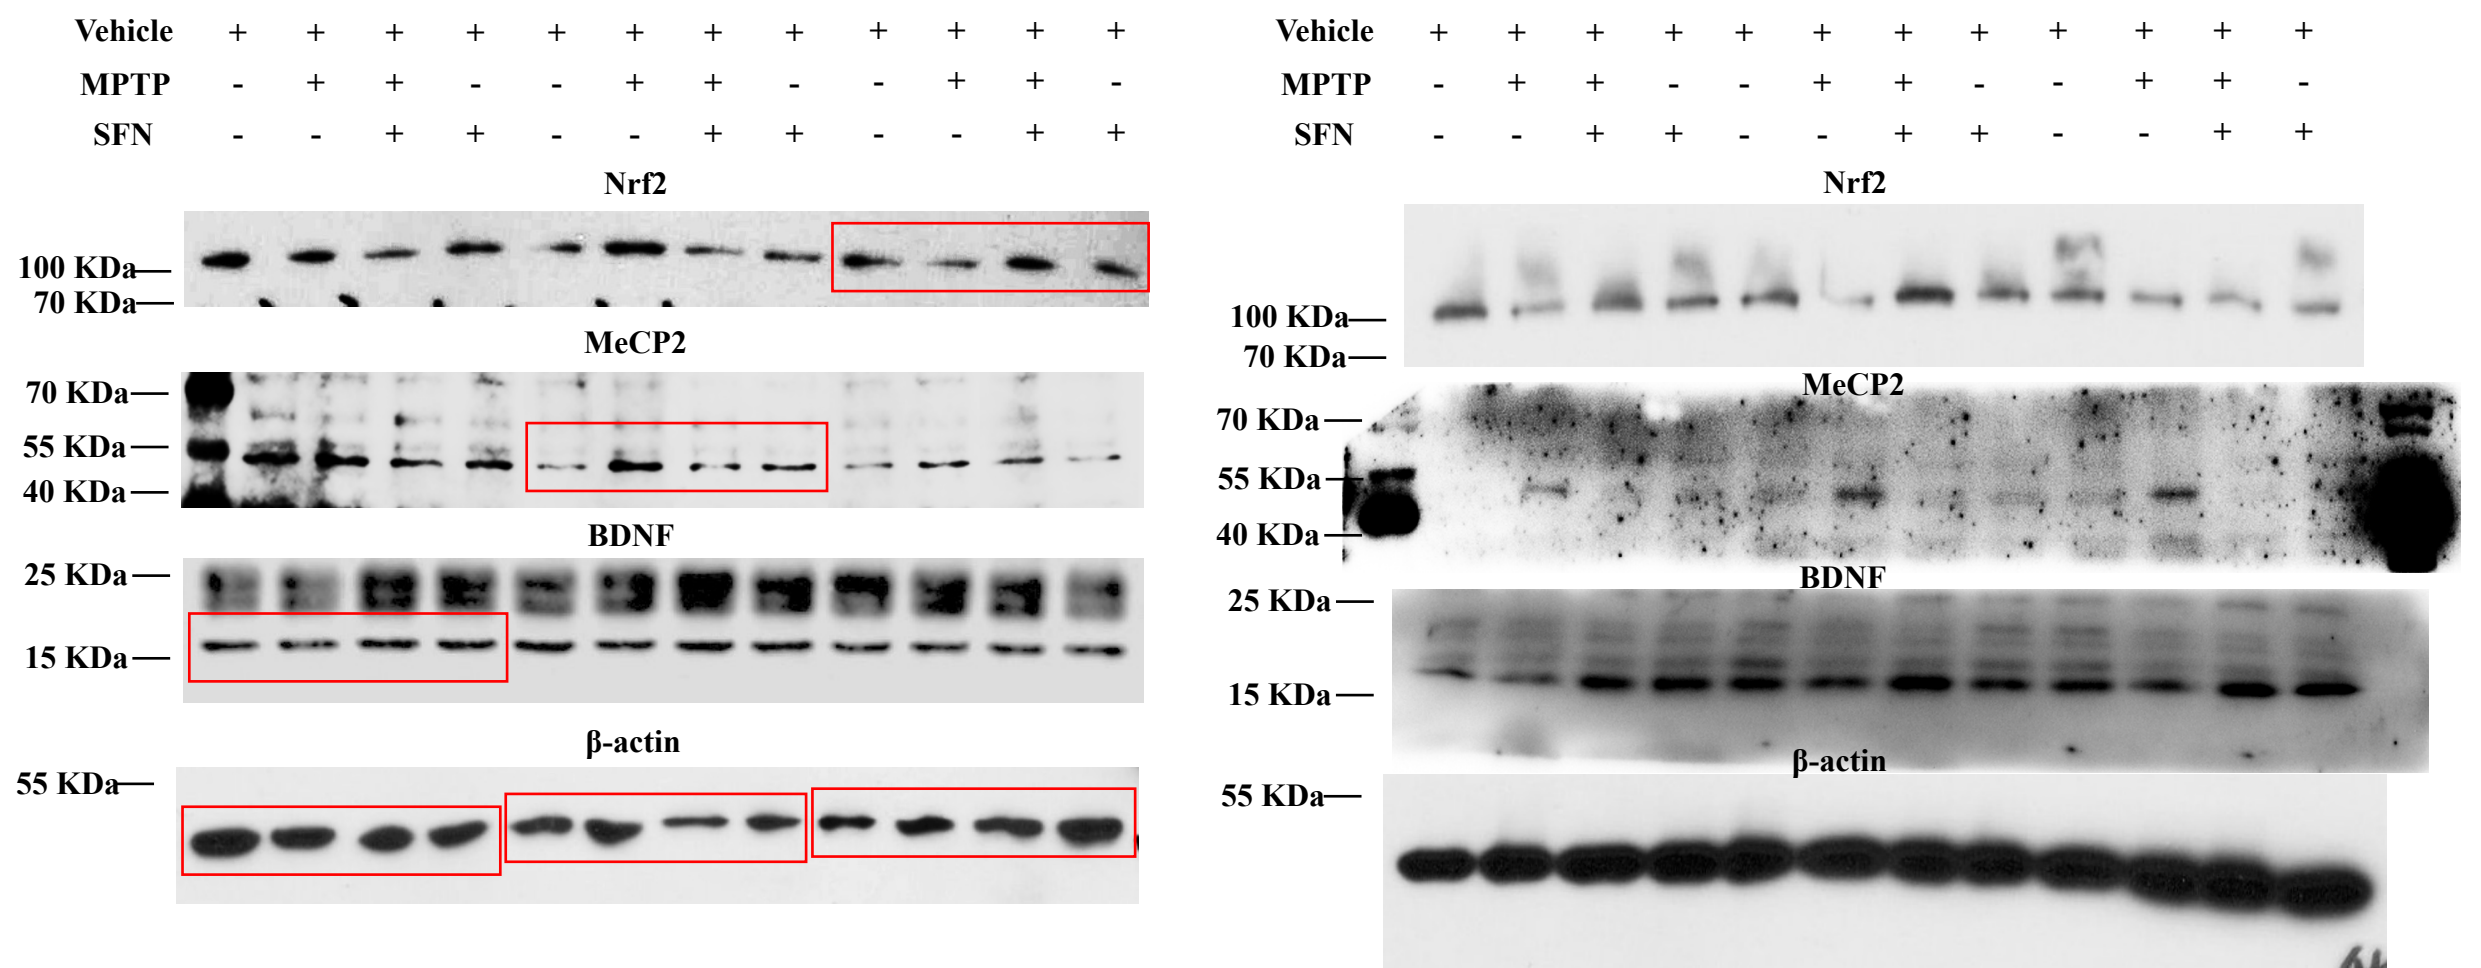 Vehicle + + + + + + + + + + + +
MPTP - + + - - + + - - + + -
SFN - - + + - - + + - - + +
Nrf2
100 KDa
70 KDa
MeCP2
70 KDa
55 KDa
40 KDa
BDNF
25 KDa
15 KDa
β-actin
55 KDa
Vehicle + + + + + + + + + + + +
MPTP - + + - - + + - - + + -
SFN - - + + - - + + - - + +
Nrf2
100 KDa
70 KDa
MeCP2
70 KDa
55 KDa
40 KDa
BDNF
25 KDa
15 KDa
β-actin
55 KDa